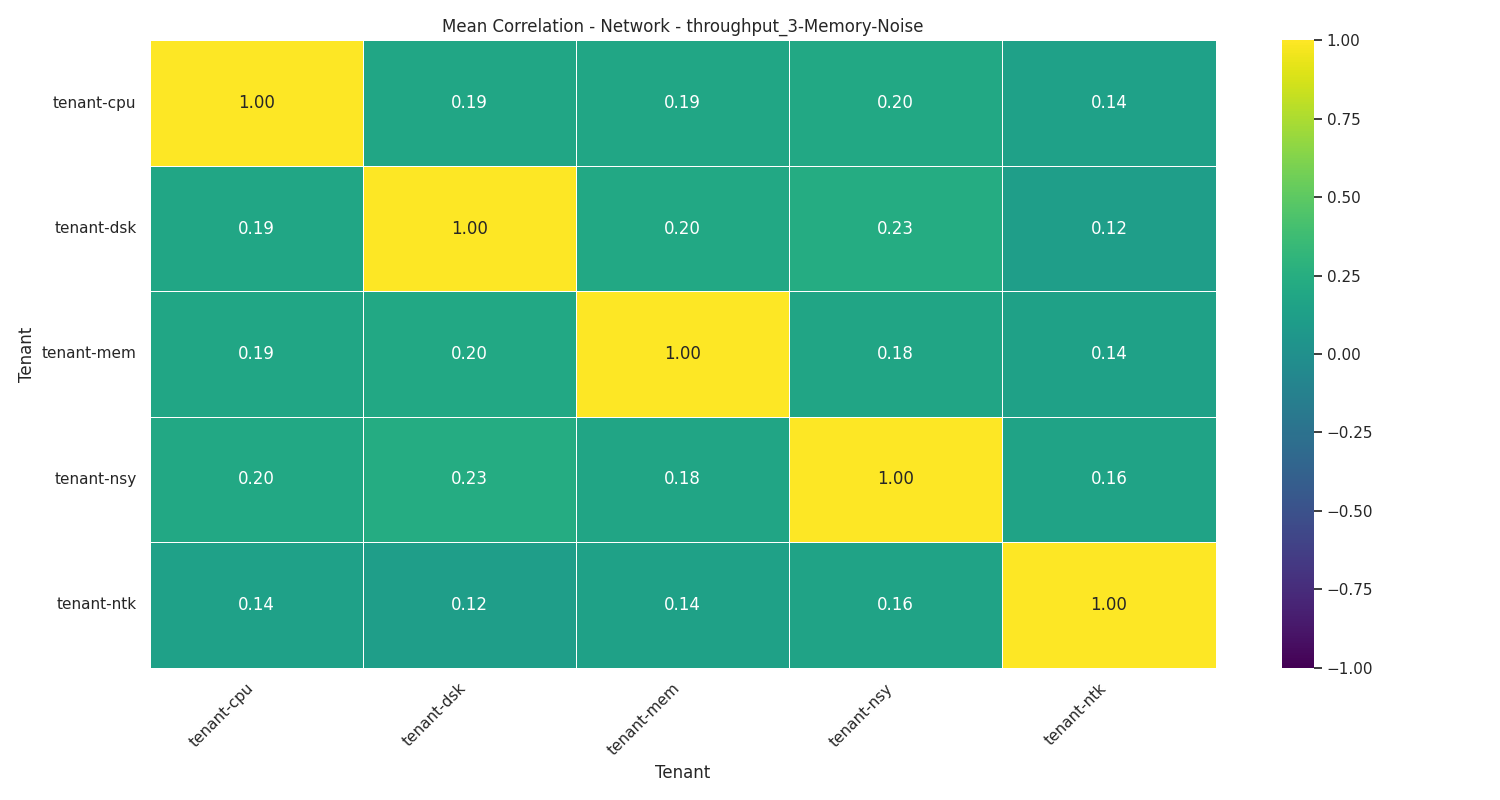 Mean Correlation - Network - throughput_3-Memory-Noise
tenant-cpu 1.00 0.19 0.19 0.20 0.14
tenant-dsk 0.19 1.00 0.20 0.23 0.12
tenant-mem 0.19 0.20 1.00 0.18 0.14
tenant-nsy 0.20 0.23 0.18 1.00 0.16
tenant-ntk 0.14 0.12 0.14 0.16 1.00
Tenant
tenant-cpu tenant-dsk tenant-mem tenant-nsy tenant-ntk
Tenant
1.00
0.75
0.50
0.25
0.00
−0.25
−0.50
−0.75
−1.00